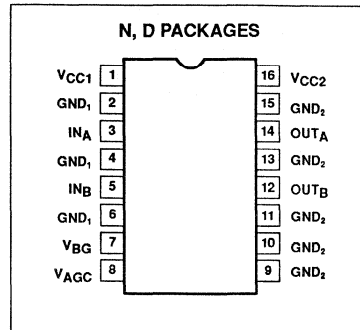 N, D PACKAGES
VCC1 1 16 VCC2
GND1 2 15 GND2
INA 3 14 OUTA
GND1 4 13 GND2
INB 5 12 OUTB
GND1 6 11 GND2
VBG 7 10 GND2
VAGC 8 9 GND2